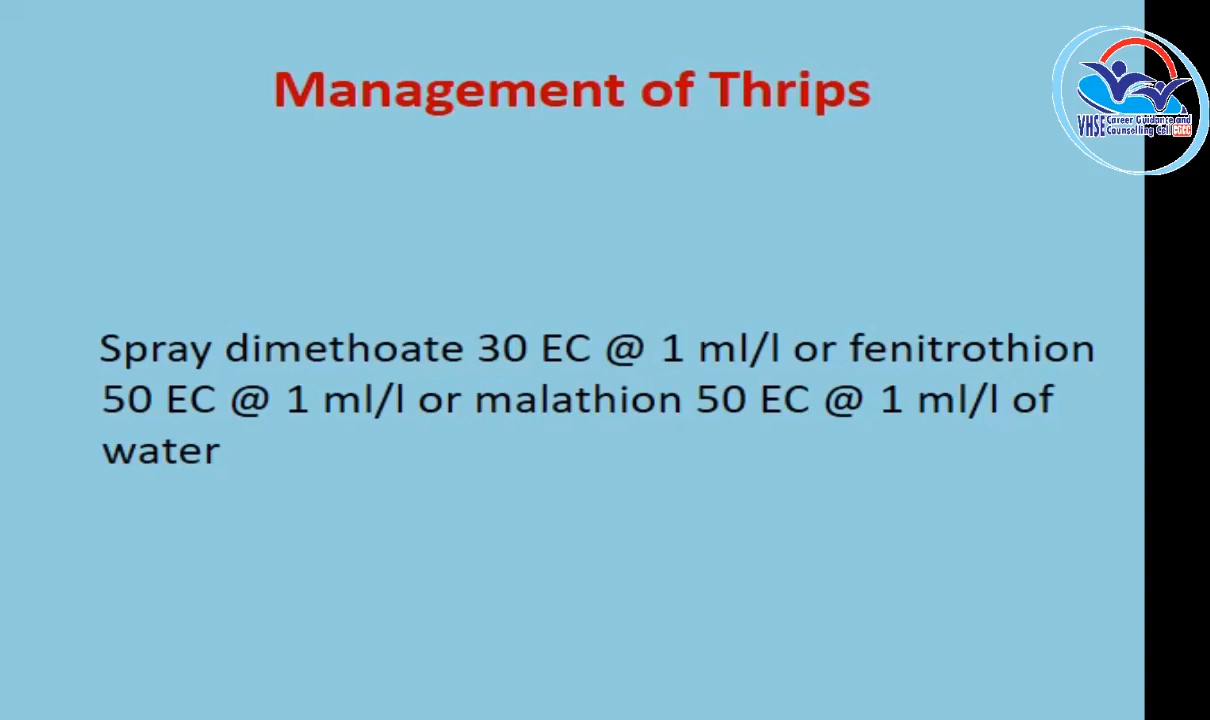 Management of Thrips
VHSE Career Guidance and
Counselling Cell CGCC
Spray dimethoate 30 EC @ 1 ml/l or fenitrothion
50 EC @ 1 ml/l or malathion 50 EC @ 1 ml/l of
water